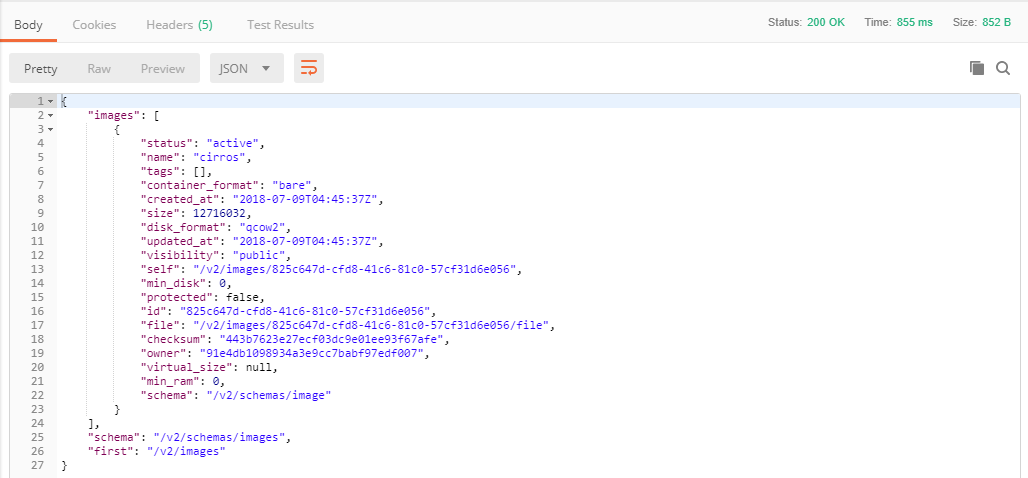 Body Cookies Headers (5) Test Results Status: 200 OK Time: 855 ms Size: 852 B
Pretty Raw Preview JSON
1 {
2 "images": [
3 {
4 "status": "active",
5 "name": "cirros",
6 "tags": [],
7 "container_format": "bare",
8 "created_at": "2018-07-09T04:45:37Z",
9 "size": 12716032,
10 "disk_format": "qcow2",
11 "updated_at": "2018-07-09T04:45:37Z",
12 "visibility": "public",
13 "self": "/v2/images/825c647d-cfd8-41c6-81c0-57cf31d6e056",
14 "min_disk": 0,
15 "protected": false,
16 "id": "825c647d-cfd8-41c6-81c0-57cf31d6e056",
17 "file": "/v2/images/825c647d-cfd8-41c6-81c0-57cf31d6e056/file",
18 "checksum": "443b7623e27ecf03dc9e01ee93f67afe",
19 "owner": "91e4db1098934a3e9cc7babf97edf007",
20 "virtual_size": null,
21 "min_ram": 0,
22 "schema": "/v2/schemas/image"
23 }
24 ],
25 "schema": "/v2/schemas/images",
26 "first": "/v2/images"
27 }